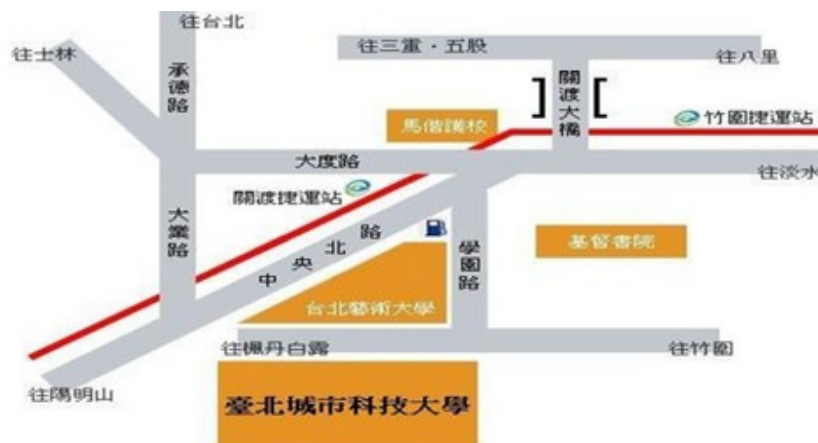 往台北
往士林
往三重・五股
往八里
承德路
關渡大橋
馬偕護校
竹圍捷運站
大度路
往淡水
關渡捷運站
大業路
中央北路
學園路
基督書院
台北藝術大學
往楓丹白露
往竹圍
往陽明山
臺北城市科技大學